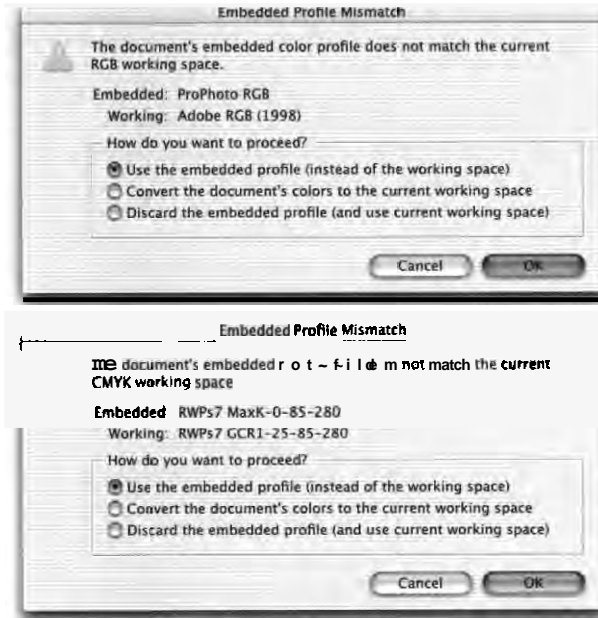 Embedded Profile Mismatch
The document's embedded color profile does not match the current
RGB working space.
Embedded: ProPhoto RGB
Working: Adobe RGB (1998)
How do you want to proceed?
Use the embedded profile (instead of the working space)
Convert the document's colors to the current working space
Discard the embedded profile (and use current working space)
Cancel OK
Embedded Profile Mismatch
document's embedded not match the current
CMYK working space
Embedded RWPs7 MaxK-0-85-280
Working: RWPs7 GCR1-25-85-280
How do you want to proceed?
Use the embedded profile (instead of the working space)
Convert the document's colors to the current working space
Discard the embedded profile (and use current working space)
Cancel OK